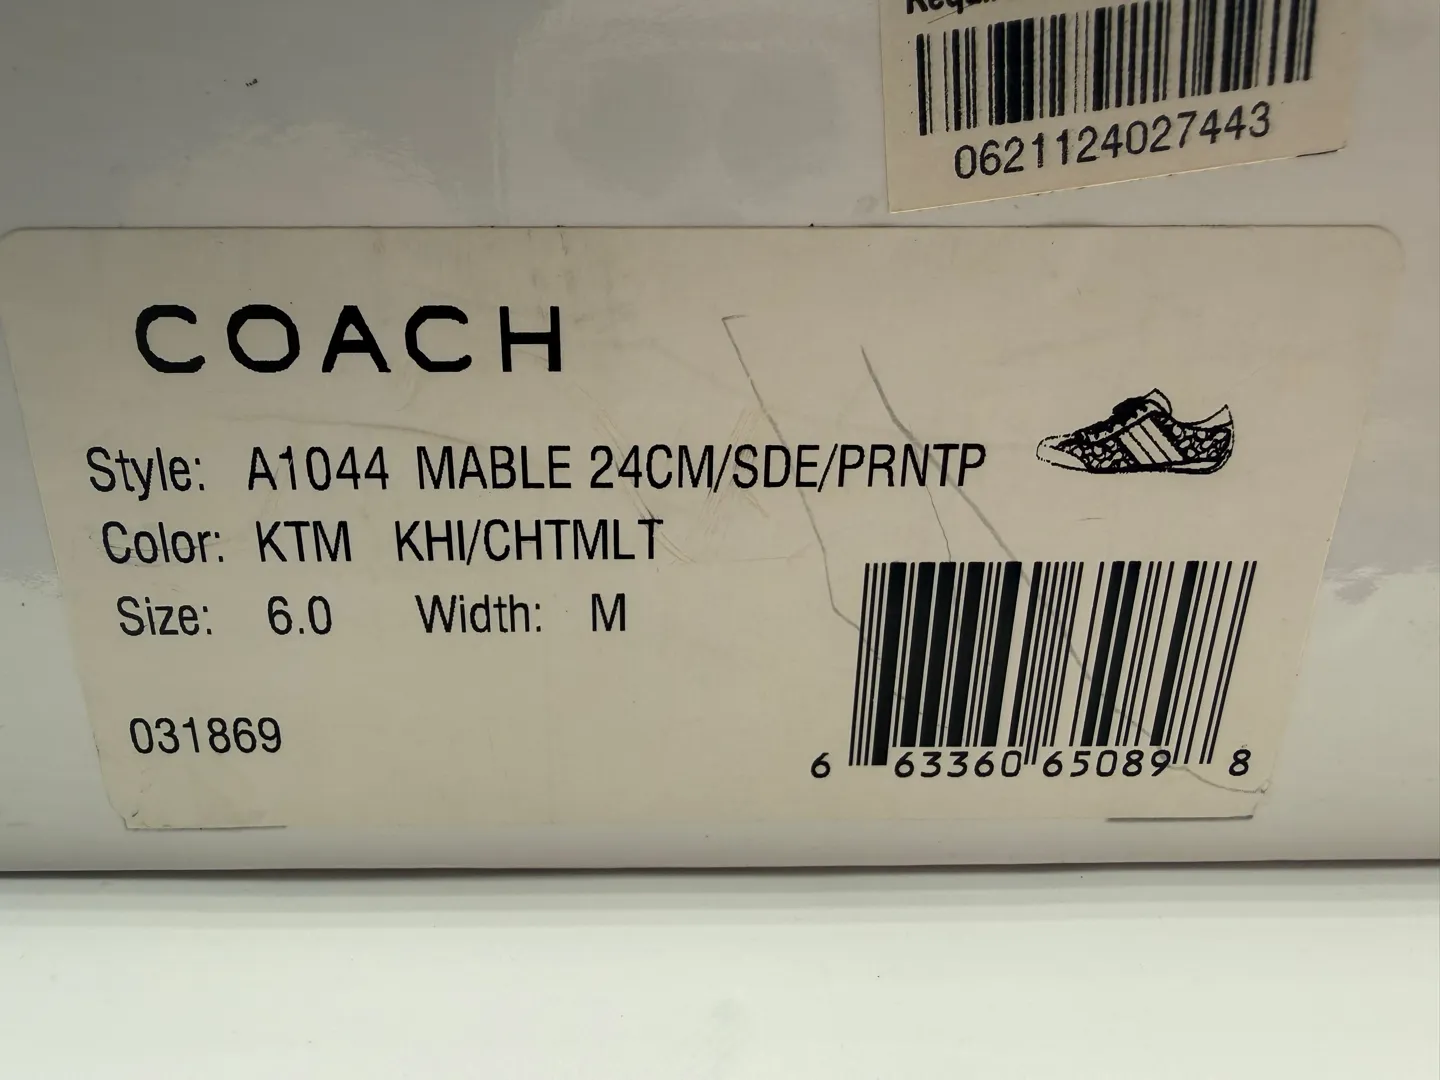 0621124027443
COACH
Style: A1044 MABLE 24CM/SDE/PRNTP
Color: KTM KHI/CHTMLT
Size: 6.0 Width: M
031869
6 63360 65089 8